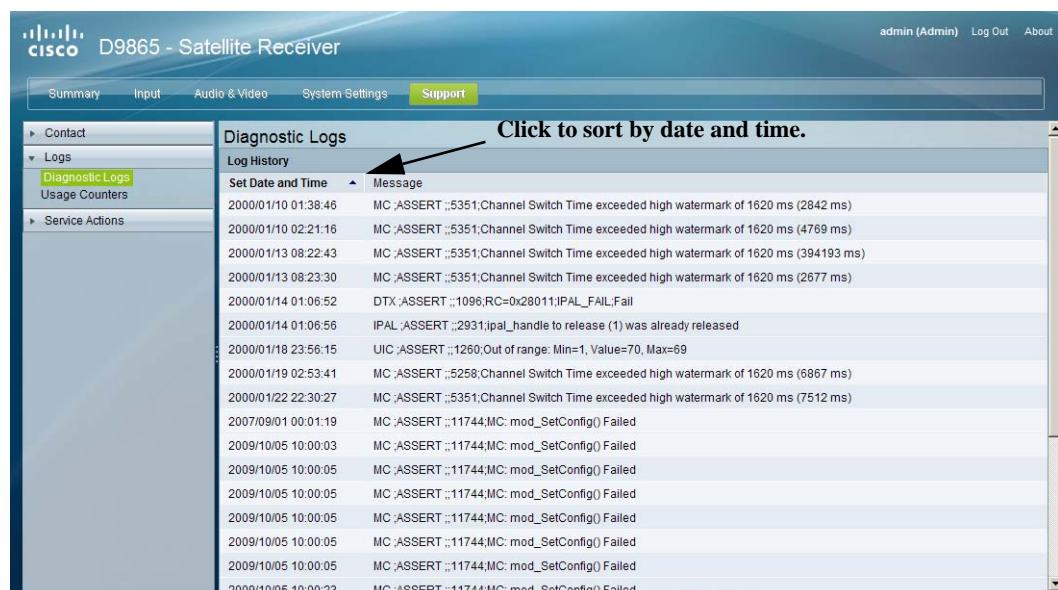 CISCO D9865 - Satellite Receiver
admin (Admin) Log Out About
Summary Input Audio & Video System Settings Support
Contact
Logs
Diagnostic Logs
Usage Counters
Service Actions
Diagnostic Logs
Click to sort by date and time.
Log History
Set Date and Time Message
2000/01/10 01:38:46 MC ;ASSERT ;;5351;Channel Switch Time exceeded high watermark of 1620 ms (2842 ms)
2000/01/10 02:21:16 MC ;ASSERT ;;5351;Channel Switch Time exceeded high watermark of 1620 ms (4769 ms)
2000/01/13 08:22:43 MC ;ASSERT ;;5351;Channel Switch Time exceeded high watermark of 1620 ms (394193 ms)
2000/01/13 08:23:30 MC ;ASSERT ;;5351;Channel Switch Time exceeded high watermark of 1620 ms (2677 ms)
2000/01/14 01:06:52 DTX ;ASSERT ;;1096;RC=0x28011;IPAL_FAIL;Fail
2000/01/14 01:06:56 IPAL ;ASSERT ;;2931;ipal_handle to release (1) was already released
2000/01/18 23:56:15 UIC ;ASSERT ;;1260;Out of range: Min=1, Value=70, Max=69
2000/01/19 02:53:41 MC ;ASSERT ;;5258;Channel Switch Time exceeded high watermark of 1620 ms (6867 ms)
2000/01/22 22:30:27 MC ;ASSERT ;;5351;Channel Switch Time exceeded high watermark of 1620 ms (7512 ms)
2007/09/01 00:01:19 MC ;ASSERT ;;11744;MC: mod_SetConfig() Failed
2009/10/05 10:00:03 MC ;ASSERT ;;11744;MC: mod_SetConfig() Failed
2009/10/05 10:00:05 MC ;ASSERT ;;11744;MC: mod_SetConfig() Failed
2009/10/05 10:00:05 MC ;ASSERT ;;11744;MC: mod_SetConfig() Failed
2009/10/05 10:00:05 MC ;ASSERT ;;11744;MC: mod_SetConfig() Failed
2009/10/05 10:00:05 MC ;ASSERT ;;11744;MC: mod_SetConfig() Failed
2009/10/05 10:00:05 MC ;ASSERT ;;11744;MC: mod_SetConfig() Failed
2009/10/05 10:00:23 MC ;ASSERT ;;11744;MC: mod_SetConfig() Failed